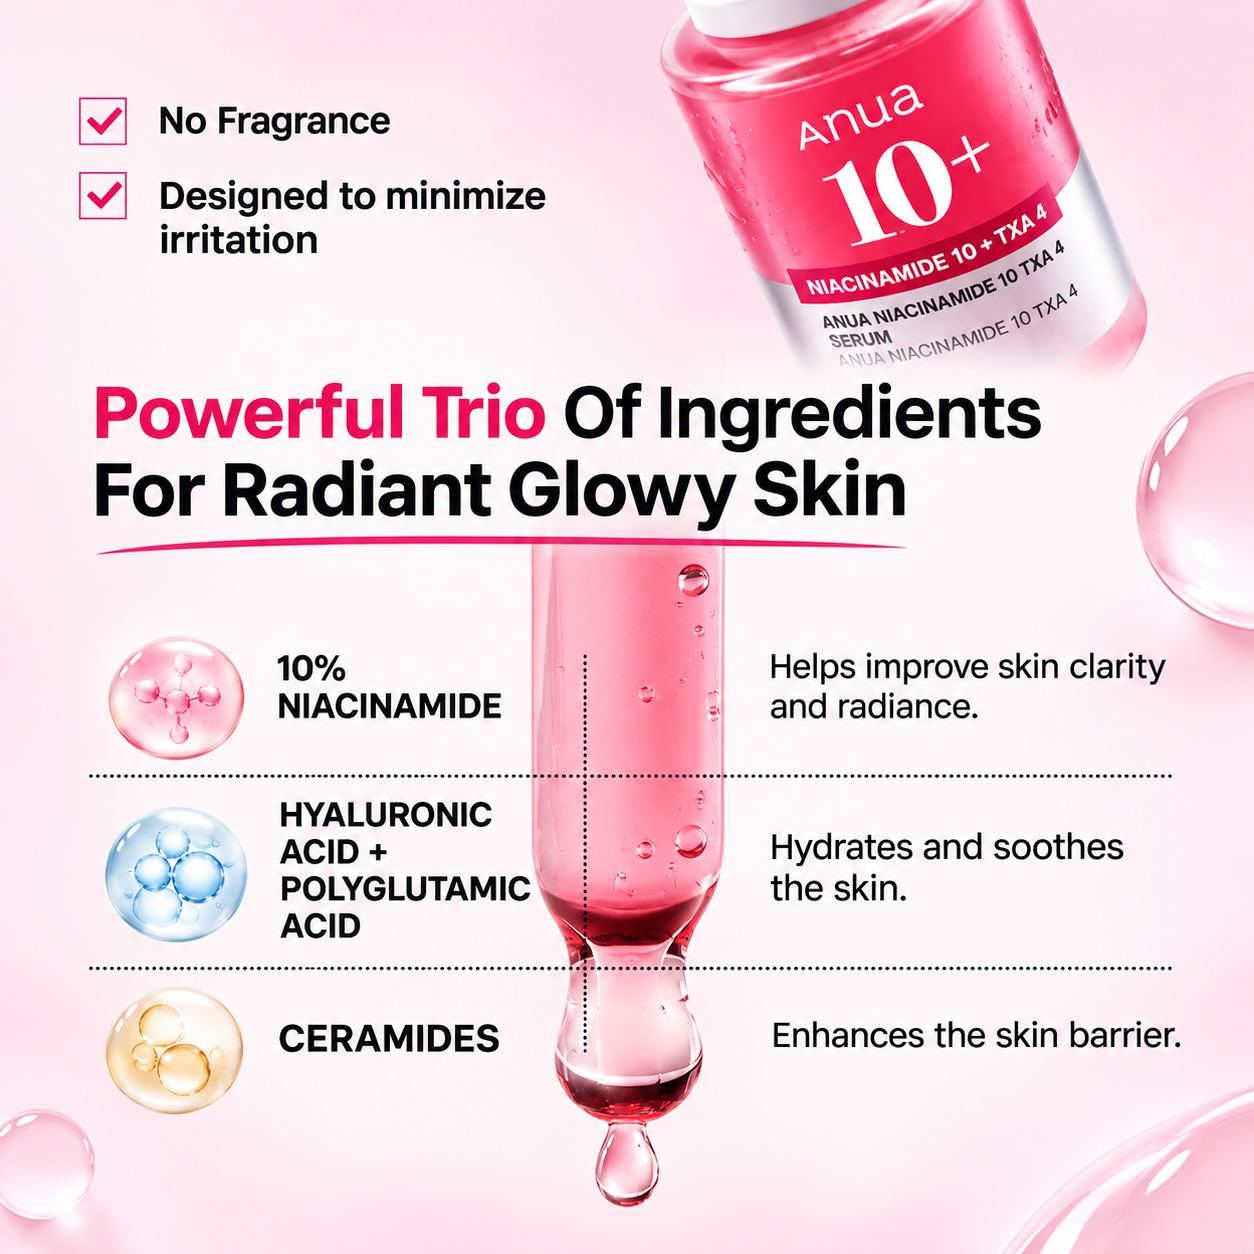 No Fragrance
Designed to minimize
irritation
Anua
10+
NIACINAMIDE 10 + TXA 4
ANUA NIACINAMIDE 10 TXA 4
SERUM
ANUA NIACINAMIDE 10 TXA 4
Powerful Trio Of Ingredients
For Radiant Glowy Skin
10%
NIACINAMIDE
Helps improve skin clarity
and radiance.
HYALURONIC
ACID +
POLYGLUTAMIC
ACID
Hydrates and soothes
the skin.
CERAMIDES
Enhances the skin barrier.